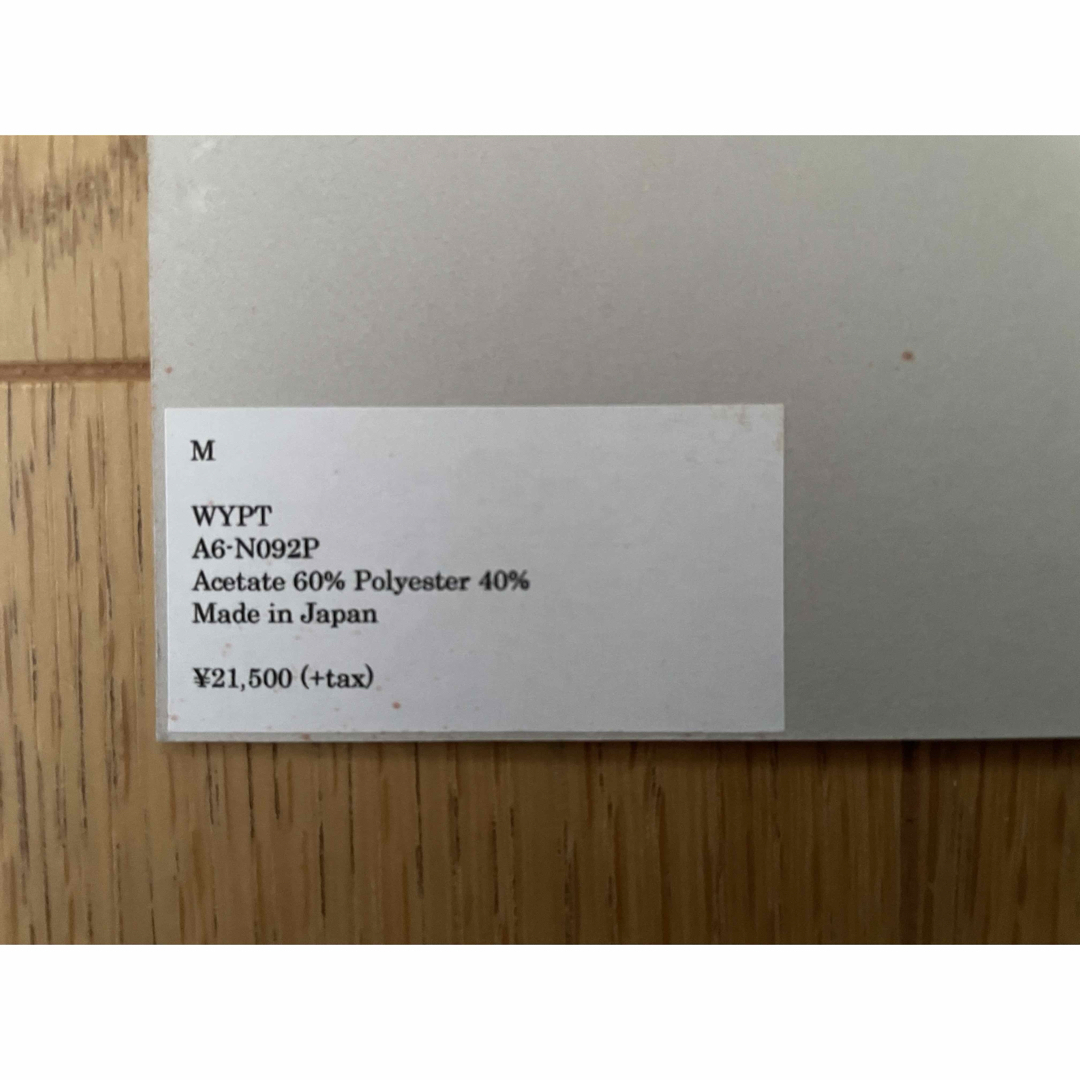 M
WYPT
A6-N092P
Acetate 60% Polyester 40%
Made in Japan
¥21,500 (+tax)